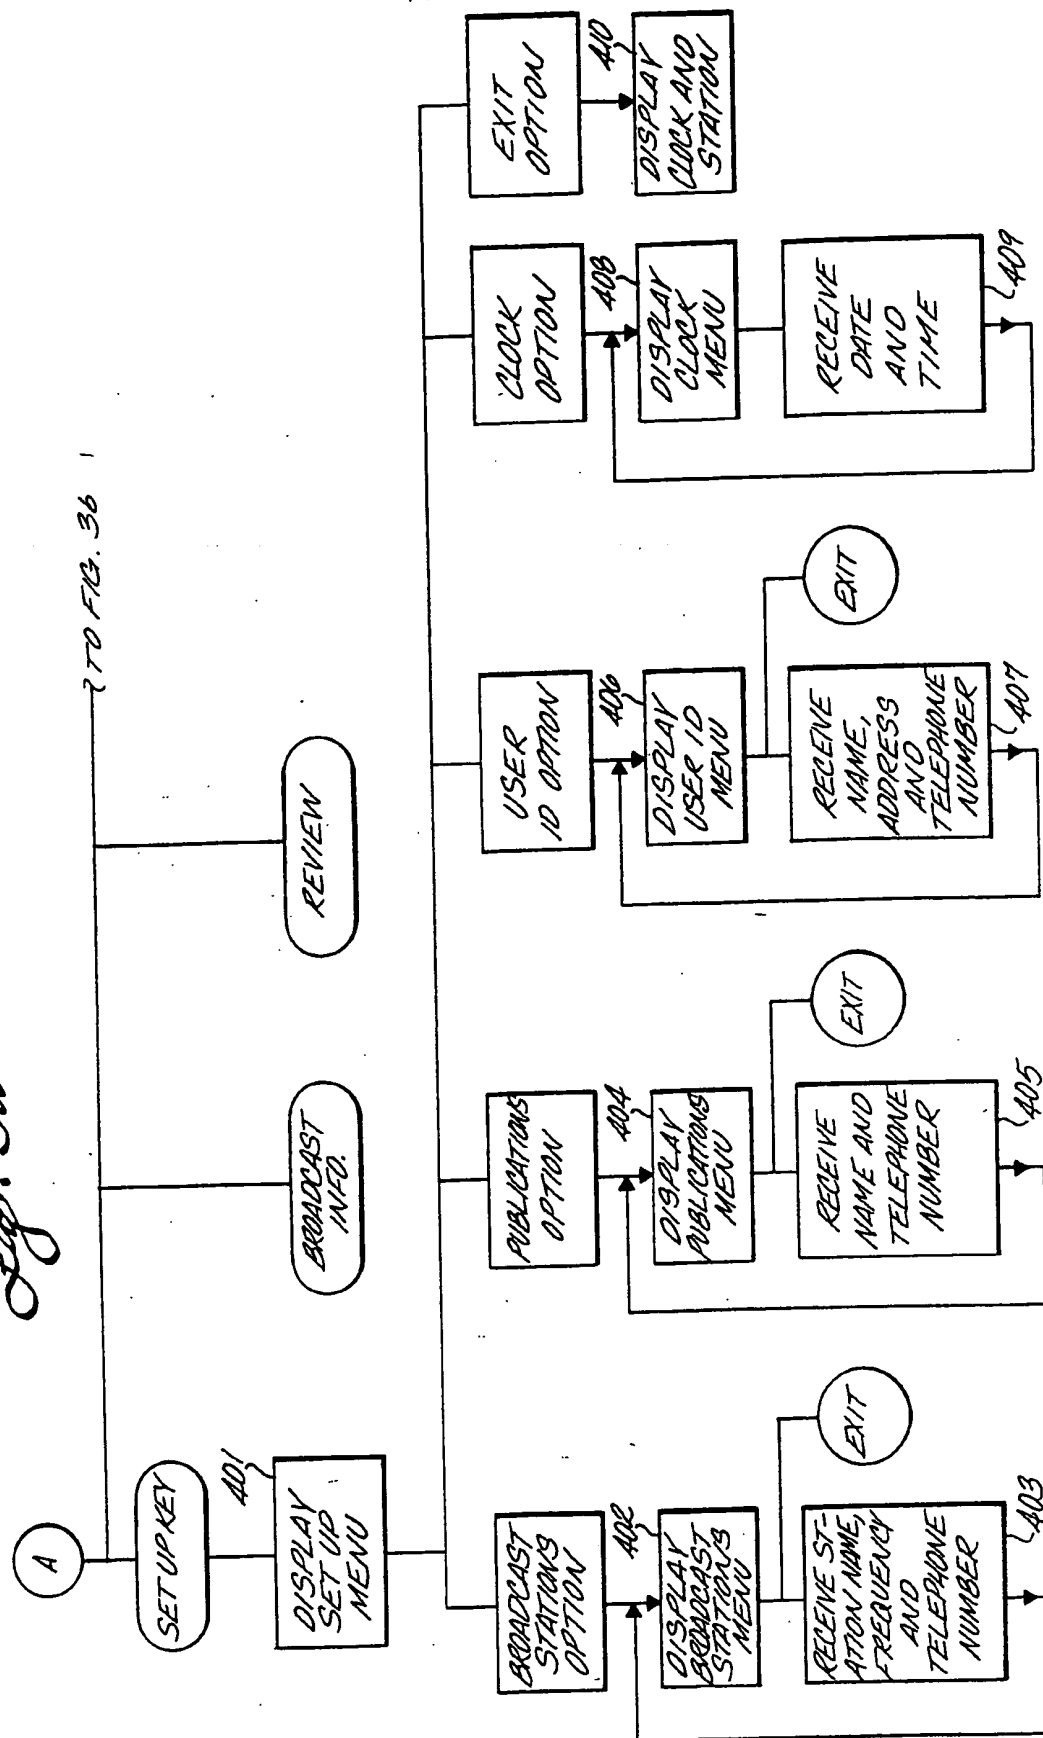 A
TO FIG. 3b
SET UP KEY
BROADCAST
INFO.
REVIEW
401
DISPLAY
SET UP
MENU
BROADCAST
STATIONS
OPTION
PUBLICATIONS
OPTION
USER
ID OPTION
CLOCK
OPTION
EXIT
OPTION
402
DISPLAY
BROADCAST
STATIONS
MENU
404
DISPLAY
PUBLICATIONS
MENU
406
DISPLAY
USER ID
MENU
408
DISPLAY
CLOCK
MENU
410
DISPLAY
CLOCK AND
STATION
EXIT
EXIT
EXIT
RECEIVE ST-
ATION NAME,
FREQUENCY
AND
TELEPHONE
NUMBER
403
RECEIVE
NAME AND
TELEPHONE
NUMBER
405
RECEIVE
NAME,
ADDRESS
AND
TELEPHONE
NUMBER
407
RECEIVE
DATE
AND
TIME
409